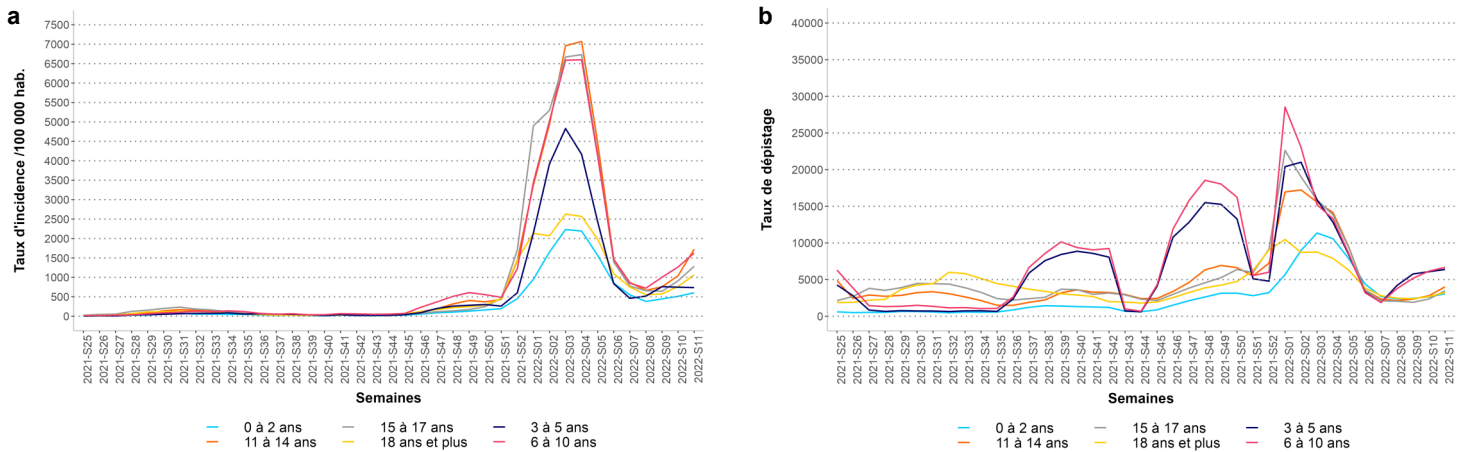 a
Taux d'incidence /100 000 hab.
7500
7000
6500
6000
5500
5000
4500
4000
3500
3000
2500
2000
1500
1000
500
0
2021-S25 2021-S26 2021-S27 2021-S28 2021-S29 2021-S30 2021-S31 2021-S32 2021-S33 2021-S34 2021-S35 2021-S36 2021-S37 2021-S38 2021-S39 2021-S40 2021-S41 2021-S42 2021-S43 2021-S44 2021-S45 2021-S46 2021-S47 2021-S48 2021-S49 2021-S50 2021-S51 2021-S52 2022-S01 2022-S02 2022-S03 2022-S04 2022-S05 2022-S06 2022-S07 2022-S08 2022-S09 2022-S10 2022-S11
Semaines
0 à 2 ans 15 à 17 ans 3 à 5 ans
11 à 14 ans 18 ans et plus 6 à 10 ans
b
Taux de dépistage
40000
35000
30000
25000
20000
15000
10000
5000
0
2021-S25 2021-S26 2021-S27 2021-S28 2021-S29 2021-S30 2021-S31 2021-S32 2021-S33 2021-S34 2021-S35 2021-S36 2021-S37 2021-S38 2021-S39 2021-S40 2021-S41 2021-S42 2021-S43 2021-S44 2021-S45 2021-S46 2021-S47 2021-S48 2021-S49 2021-S50 2021-S51 2021-S52 2022-S01 2022-S02 2022-S03 2022-S04 2022-S05 2022-S06 2022-S07 2022-S08 2022-S09 2022-S10 2022-S11
Semaines
0 à 2 ans 15 à 17 ans 3 à 5 ans
11 à 14 ans 18 ans et plus 6 à 10 ans